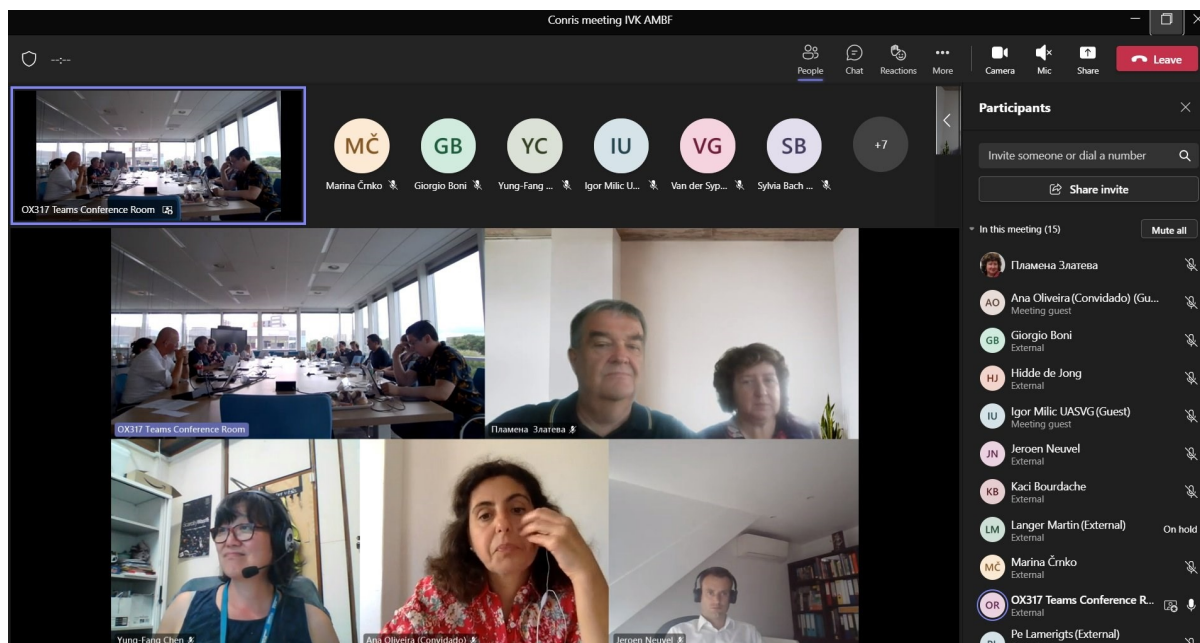 Conris meeting IVK AMBF
--:--
People
Chat
Reactions
More
Camera
Mic
Share
Leave
OX317 Teams Conference Room
MČ
GB
YC
IU
VG
SB
+7
Marina Črnko
Giorgio Boni
Yung-Fang ...
Igor Milic U...
Van der Syp...
Sylvia Bach ...
OX317 Teams Conference Room
Пламена Златева
Yung-Fang Chen
Ana Oliveira (Convidado)
Jeroen Neuvel
Participants
Invite someone or dial a number
Share invite
In this meeting (15)
Mute all
Пламена Златева
AO
Ana Oliveira (Convidado) (Gu...
Meeting guest
GB
Giorgio Boni
External
HJ
Hidde de Jong
External
IU
Igor Milic UASVG (Guest)
Meeting guest
JN
Jeroen Neuvel
External
KB
Kaci Bourdache
External
LM
Langer Martin (External)
External
On hold
MČ
Marina Črnko
External
OR
OX317 Teams Conference R...
External
Pe Lamerigts (External)